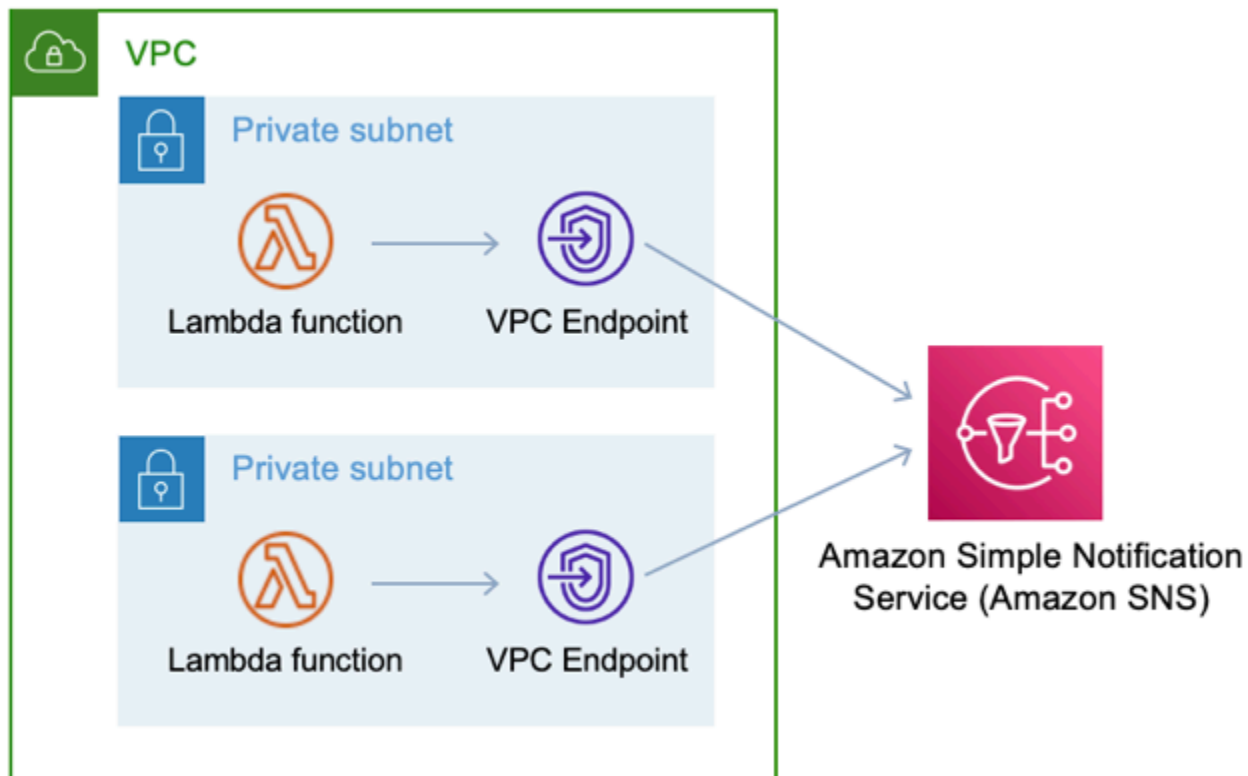 VPC
Private subnet
Lambda function
VPC Endpoint
Private subnet
Lambda function
VPC Endpoint
Amazon Simple Notification
Service (Amazon SNS)